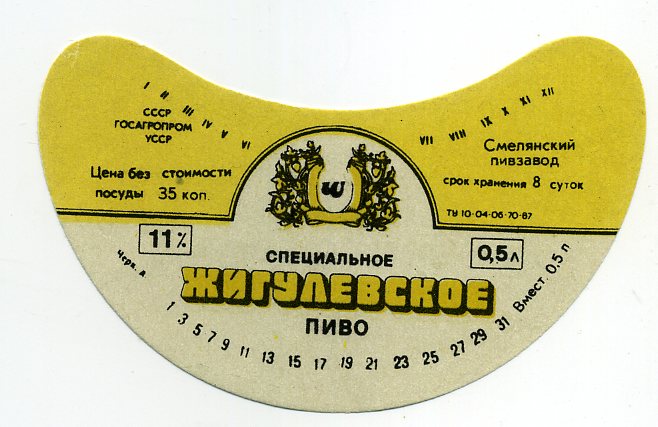 I II III IV V VI
VII VIII IX X XI XII
СССР
ГОСАГРОПРОМ
УССР
Цена без стоимости
посуды 35 коп.
Смелянский
пивзавод
срок хранения 8 суток
ТУ 10-04-06-70-87
11%
0,5л
СПЕЦИАЛЬНОЕ
ЖИГУЛЕВСКОЕ
ПИВО
1 3 5 7 9 11 13 15 17 19 21 23 25 27 29 31
Вмест. 0.5 л